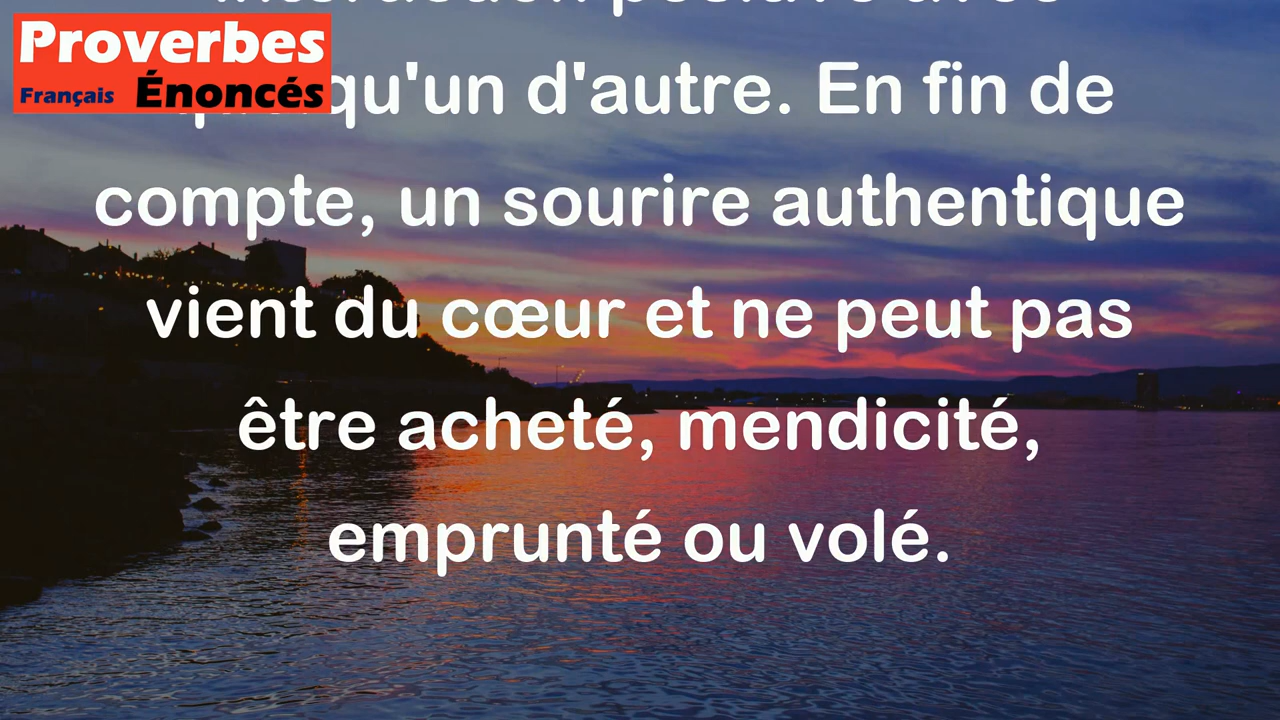 Proverbes
Français Énoncés
qu'un d'autre. En fin de
compte, un sourire authentique
vient du cœur et ne peut pas
être acheté, mendicité,
emprunté ou volé.